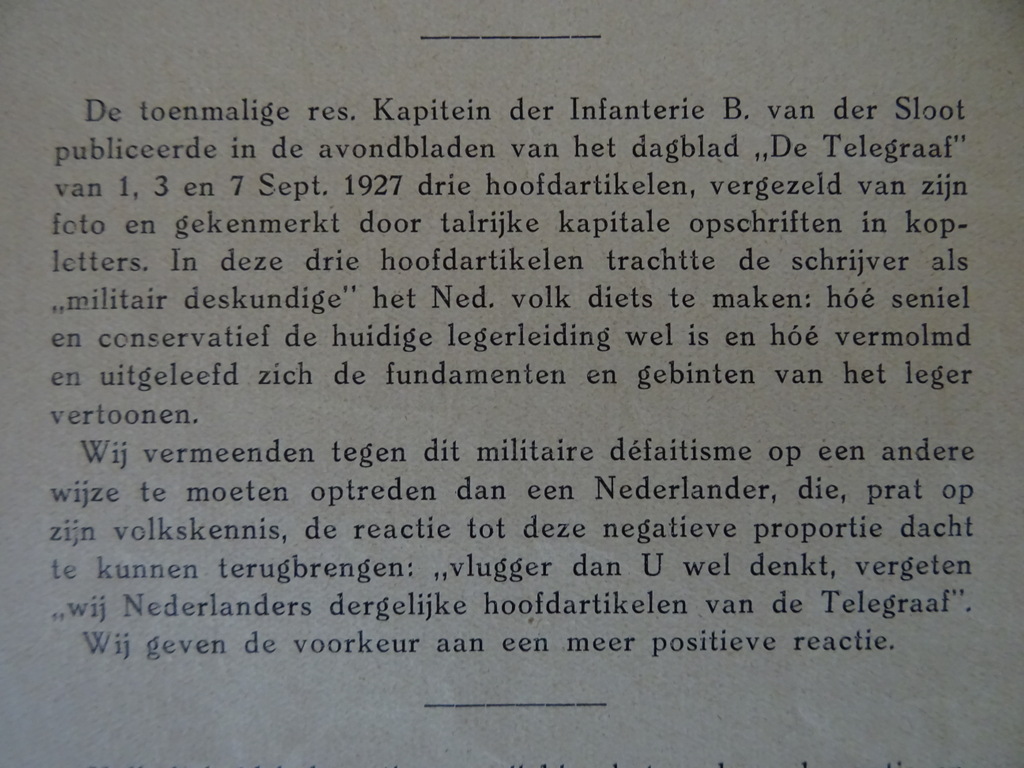 De toenmalige res. Kapitein der Infanterie B. van der Sloot
publiceerde in de avondbladen van het dagblad „De Telegraaf”
van 1, 3 en 7 Sept. 1927 drie hoofdartikelen, vergezeld van zijn
foto en gekenmerkt door talrijke kapitale opschriften in kop-
letters. In deze drie hoofdartikelen trachtte de schrijver als
„militair deskundige” het Ned. volk diets te maken: hóé seniel
en conservatief de huidige legerleiding wel is en hóé vermolmd
en uitgeleefd zich de fundamenten en gebinten van het leger
vertoonen.
Wij vermeenden tegen dit militaire défaitisme op een andere
wijze te moeten optreden dan een Nederlander, die, prat op
zijn volkskennis, de reactie tot deze negatieve proportie dacht
te kunnen terugbrengen: „vlugger dan U wel denkt, vergeten
„wij Nederlanders dergelijke hoofdartikelen van de Telegraaf”.
Wij geven de voorkeur aan een meer positieve reactie.